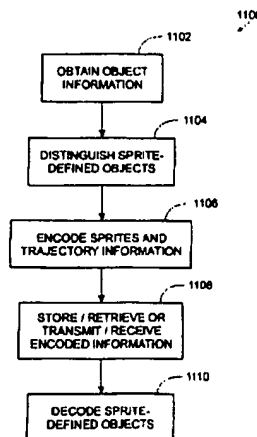 1100
1102
OBTAIN OBJECT
INFORMATION
1104
DISTINGUISH SPRITE-
DEFINED OBJECTS
1106
ENCODE SPRITES AND
TRAJECTORY INFORMATION
1108
STORE / RETRIEVE OR
TRANSMIT / RECEIVE
ENCODED INFORMATION
1110
DECODE SPRITE-
DEFINED OBJECTS